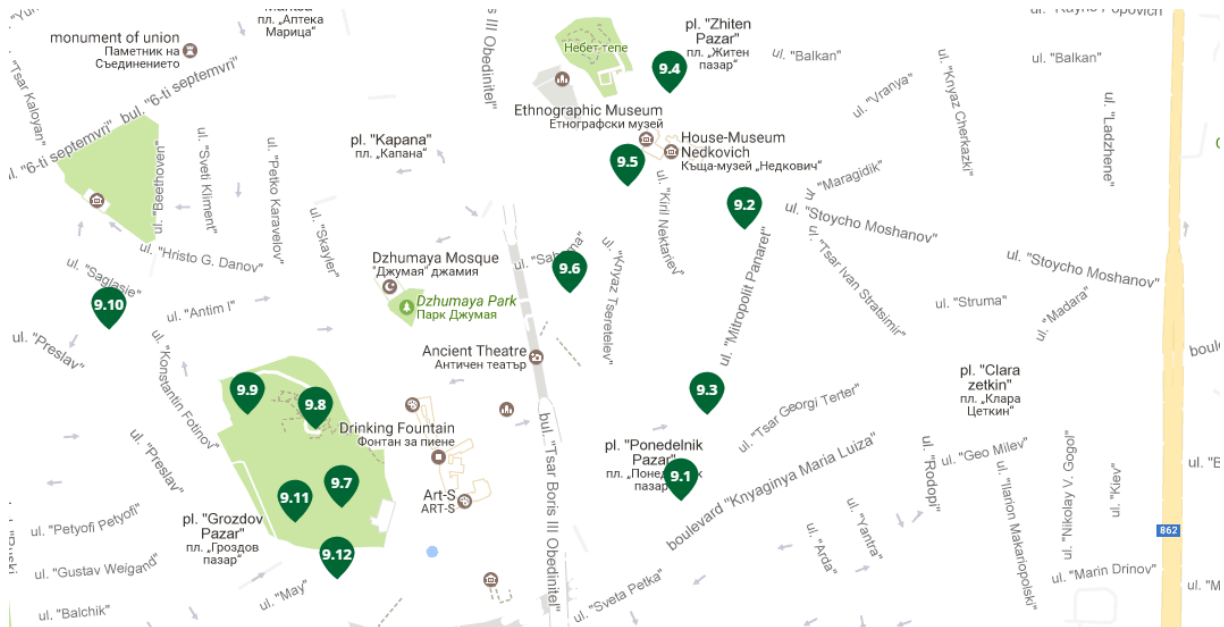 Маritsa
пл. „Аптека
Марица"
monument of union
Паметник на
Съединението
ul. "Tsar Kaloyan"
bul. "6-ti septemvri"
bul. "6-ti septemvri"
s III Obedinitel"
Небет тепе
pl. "Zhiten
Pazar"
пл. „Житен
пазар"
9.4
ul. "Rayno Popovich"
ul. "Balkan"
ul. "Balkan"
ul. "Vranya"
ul. "Knyaz Cherkazki"
ul. "Ladzhene"
Ethnographic Museum
Етнографски музей
House-Museum
Nedkovich
Къща-музей „Недкович"
9.5
pl. "Kapana"
пл. „Капана"
ul. "Beethoven"
ul. "Sveti Kliment"
ul. "Petko Karavelov"
ul. "Skayler"
ul. "Hristo G. Danov"
ul. "Kiril Nektariev"
9.2
ul. "Maragidik"
ul. "Stoycho Moshanov"
ul. "Stoycho Moshanov"
ul. "Tsar Ivan Stratsimir"
ul. "Mitropolit Panaret"
Dzhumaya Mosque
"Джумая" джамия
Dzhumaya Park
Парк Джумая
9.6
ul. "Knyaz Tseretelev"
ul. "Saglasie"
9.10
ul. "Antim I"
ul. "Struma"
ul. "Madara"
ul. "Preslav"
ul. "Konstantin Fotinov"
Ancient Theatre
Античен театър
9.9
9.8
9.3
pl. "Clara
zetkin"
пл. „Клара
Цеткин"
ul. "Tsar Georgi Terter"
Drinking Fountain
Фонтан за пиене
bul. "Tsar Boris III Obedinitel"
pl. "Ponedelnik
Pazar"
9.1
boulevard "Knyaginya Maria Luiza"
ul. "Rodopi"
ul. "Geo Milev"
ul. "Ilarion Makariopolski"
ul. "Nikolay V. Gogol"
ul. "Kiev"
ul. "Preslav"
9.7
9.11
Art-S
ART-S
pl. "Grozdov
Pazar"
пл. „Гроздов
пазар"
ul. "Petyofi Petyofi"
ul. "Gustav Weigand"
ul. "Balchik"
9.12
ul. "May"
ul. "Sveta Petka"
ul. "Arda"
ul. "Yantra"
862
ul. "Marin Drinov"